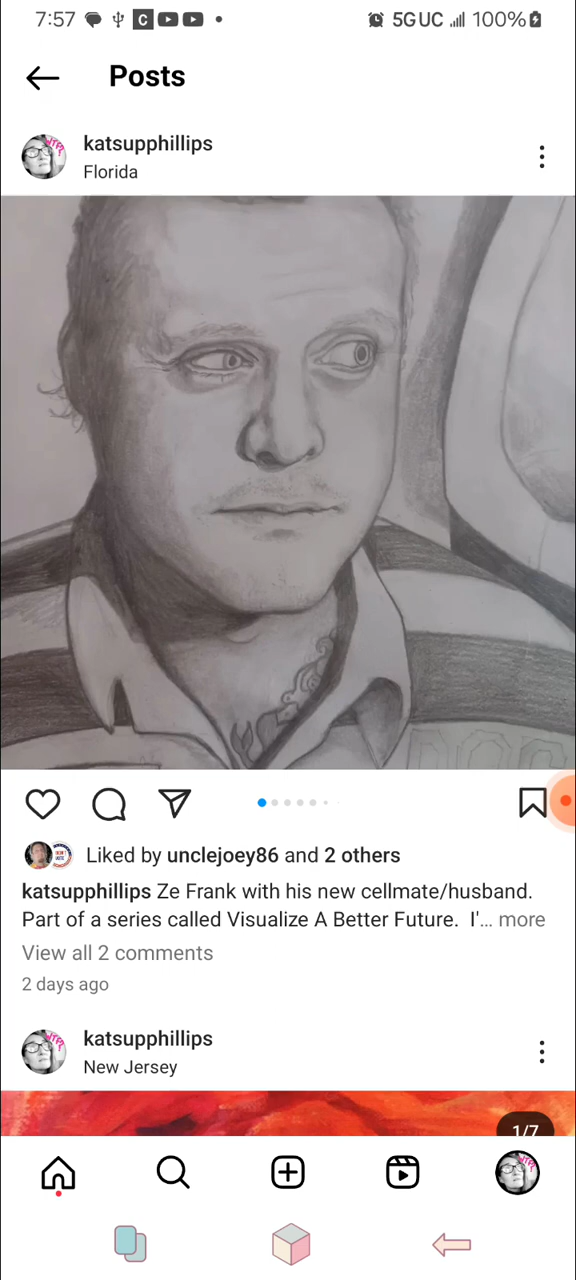 7:57
C
5G UC
100%
Posts
katsupphillips
Florida
Liked by unclejoey86 and 2 others
katsupphillips Ze Frank with his new cellmate/husband.
Part of a series called Visualize A Better Future. I'... more
View all 2 comments
2 days ago
katsupphillips
New Jersey
1/7